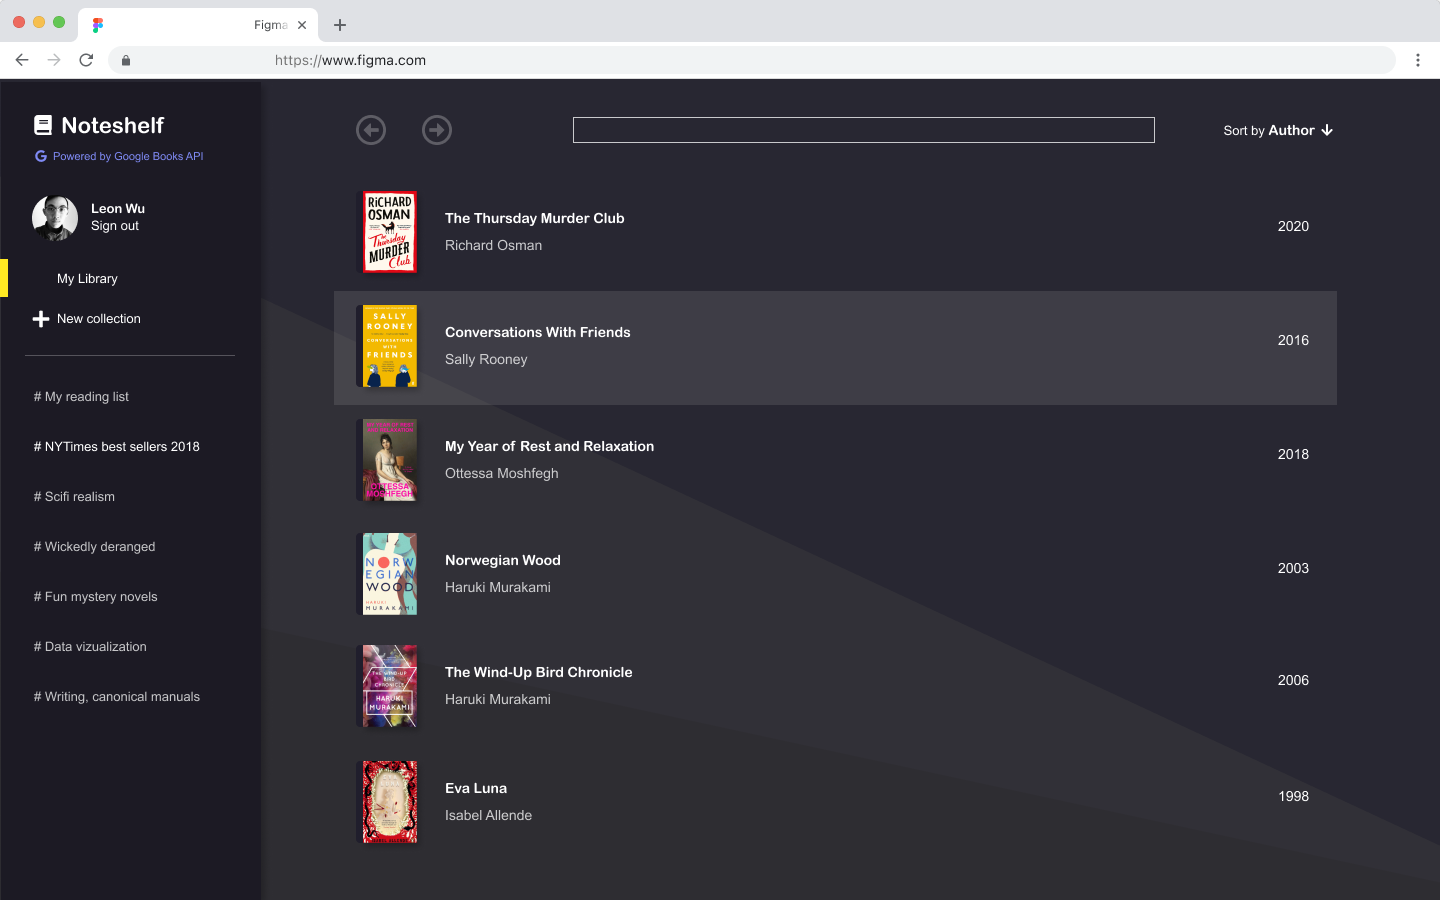 Figma
https://www.figma.com
Noteshelf
Powered by Google Books API
Leon Wu
Sign out
My Library
New collection
# My reading list
# NYTimes best sellers 2018
# Scifi realism
# Wickedly deranged
# Fun mystery novels
# Data vizualization
# Writing, canonical manuals
Sort by Author
RICHARD
OSMAN
The
Thursday
MURDER
Club
The Thursday Murder Club
Richard Osman
2020
SALLY
ROONEY
CONVERSATIONS
WITH
FRIENDS
Conversations With Friends
Sally Rooney
2016
OTTESSA
MOSHFEGH
My Year of Rest and Relaxation
Ottessa Moshfegh
2018
NORW
EGIAN
WOOD
HARUKI
MURAKAMI
Norwegian Wood
Haruki Murakami
2003
THE WIND-UP
BIRD
CHRONICLE
HARUKI
MURAKAMI
The Wind-Up Bird Chronicle
Haruki Murakami
2006
Eva Luna
Isabel Allende
1998